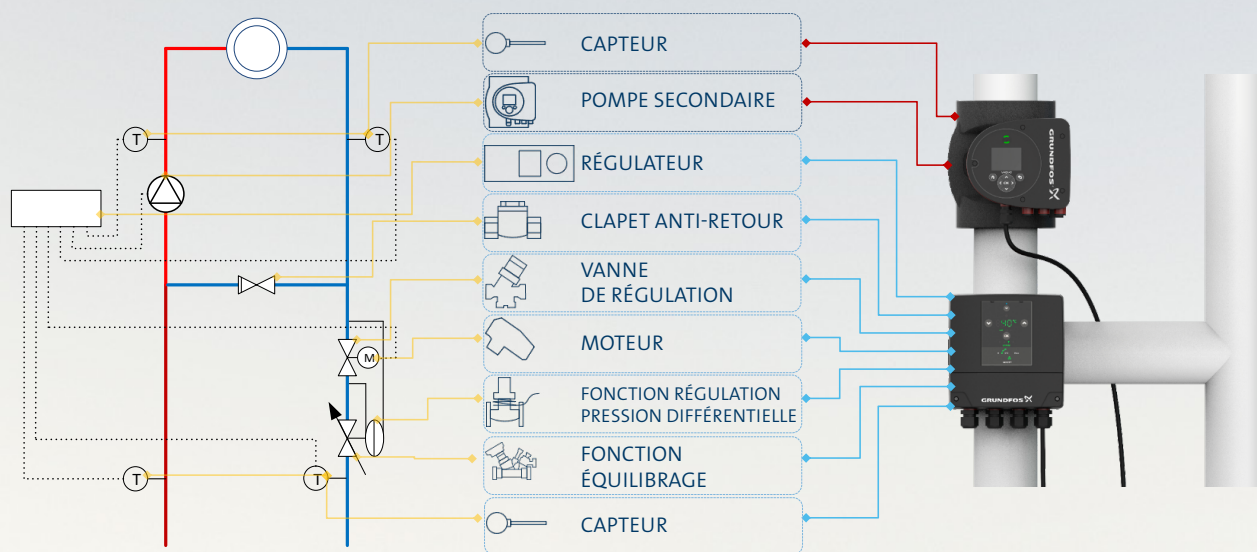 CAPTEUR
POMPE SECONDAIRE
RÉGULATEUR
CLAPET ANTI-RETOUR
VANNE
DE RÉGULATION
MOTEUR
FONCTION RÉGULATION
PRESSION DIFFÉRENTIELLE
FONCTION
ÉQUILIBRAGE
CAPTEUR
T
T
M
T
T
GRUNDFOS
GRUNDFOS